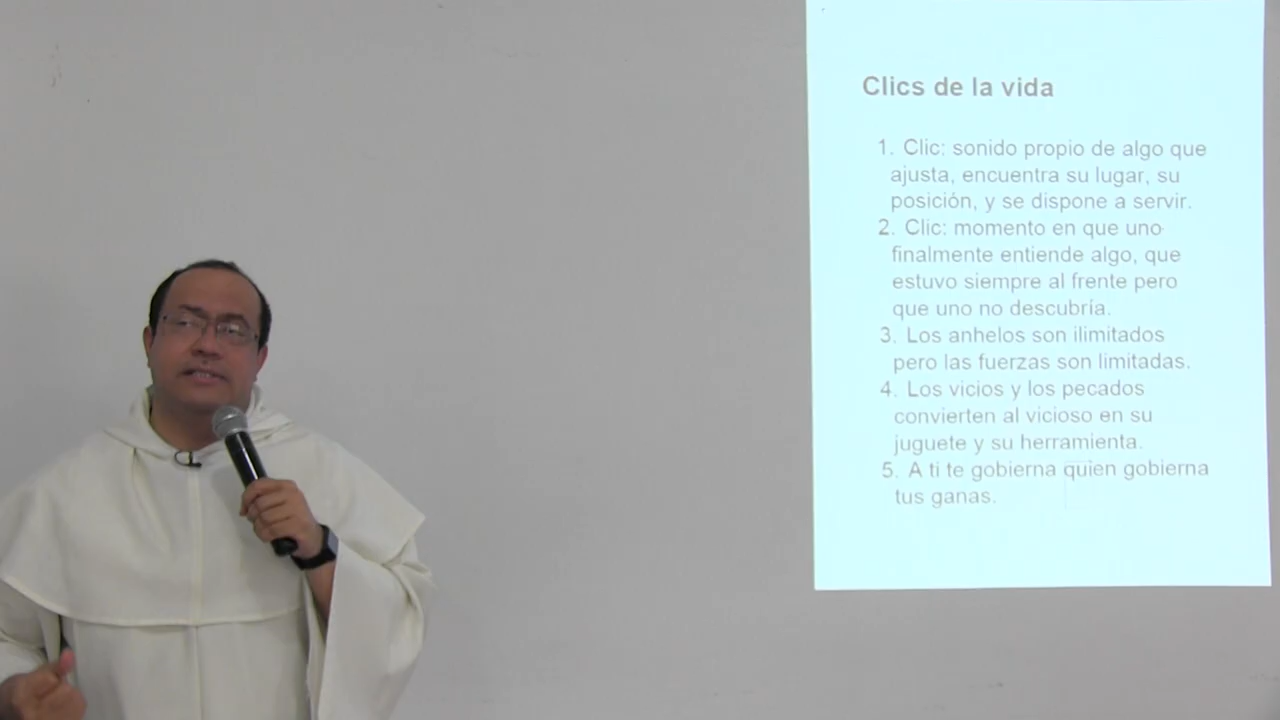 Clics de la vida
1. Clic: sonido propio de algo que
ajusta, encuentra su lugar, su
posición, y se dispone a servir.
2. Clic: momento en que uno
finalmente entiende algo, que
estuvo siempre al frente pero
que uno no descubría.
3. Los anhelos son ilimitados
pero las fuerzas son limitadas.
4. Los vicios y los pecados
convierten al vicioso en su
juguete y su herramienta.
5. A ti te gobierna quien gobierna
tus ganas.